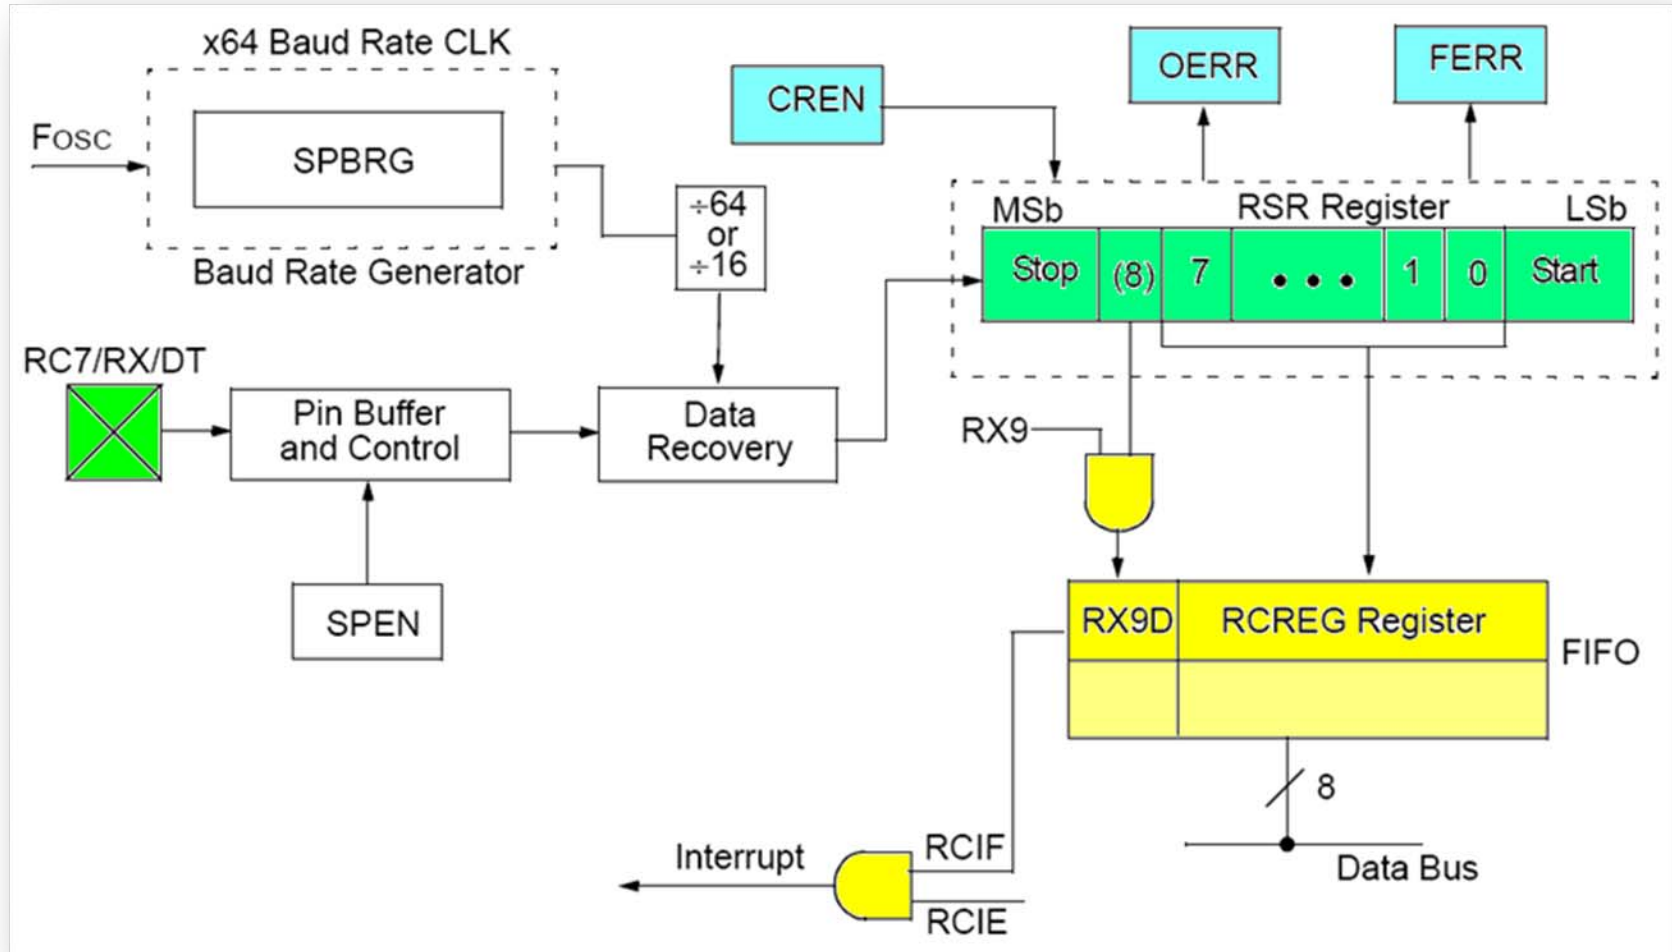 x64 Baud Rate CLK
FOSC
SPBRG
Baud Rate Generator
÷64
or
÷16
CREN
OERR
FERR
MSb
RSR Register
LSb
Stop
(8)
7
• • •
1
0
Start
RC7/RX/DT
Pin Buffer
and Control
Data
Recovery
SPEN
RX9
RX9D
RCREG Register
FIFO
8
Data Bus
Interrupt
RCIF
RCIE